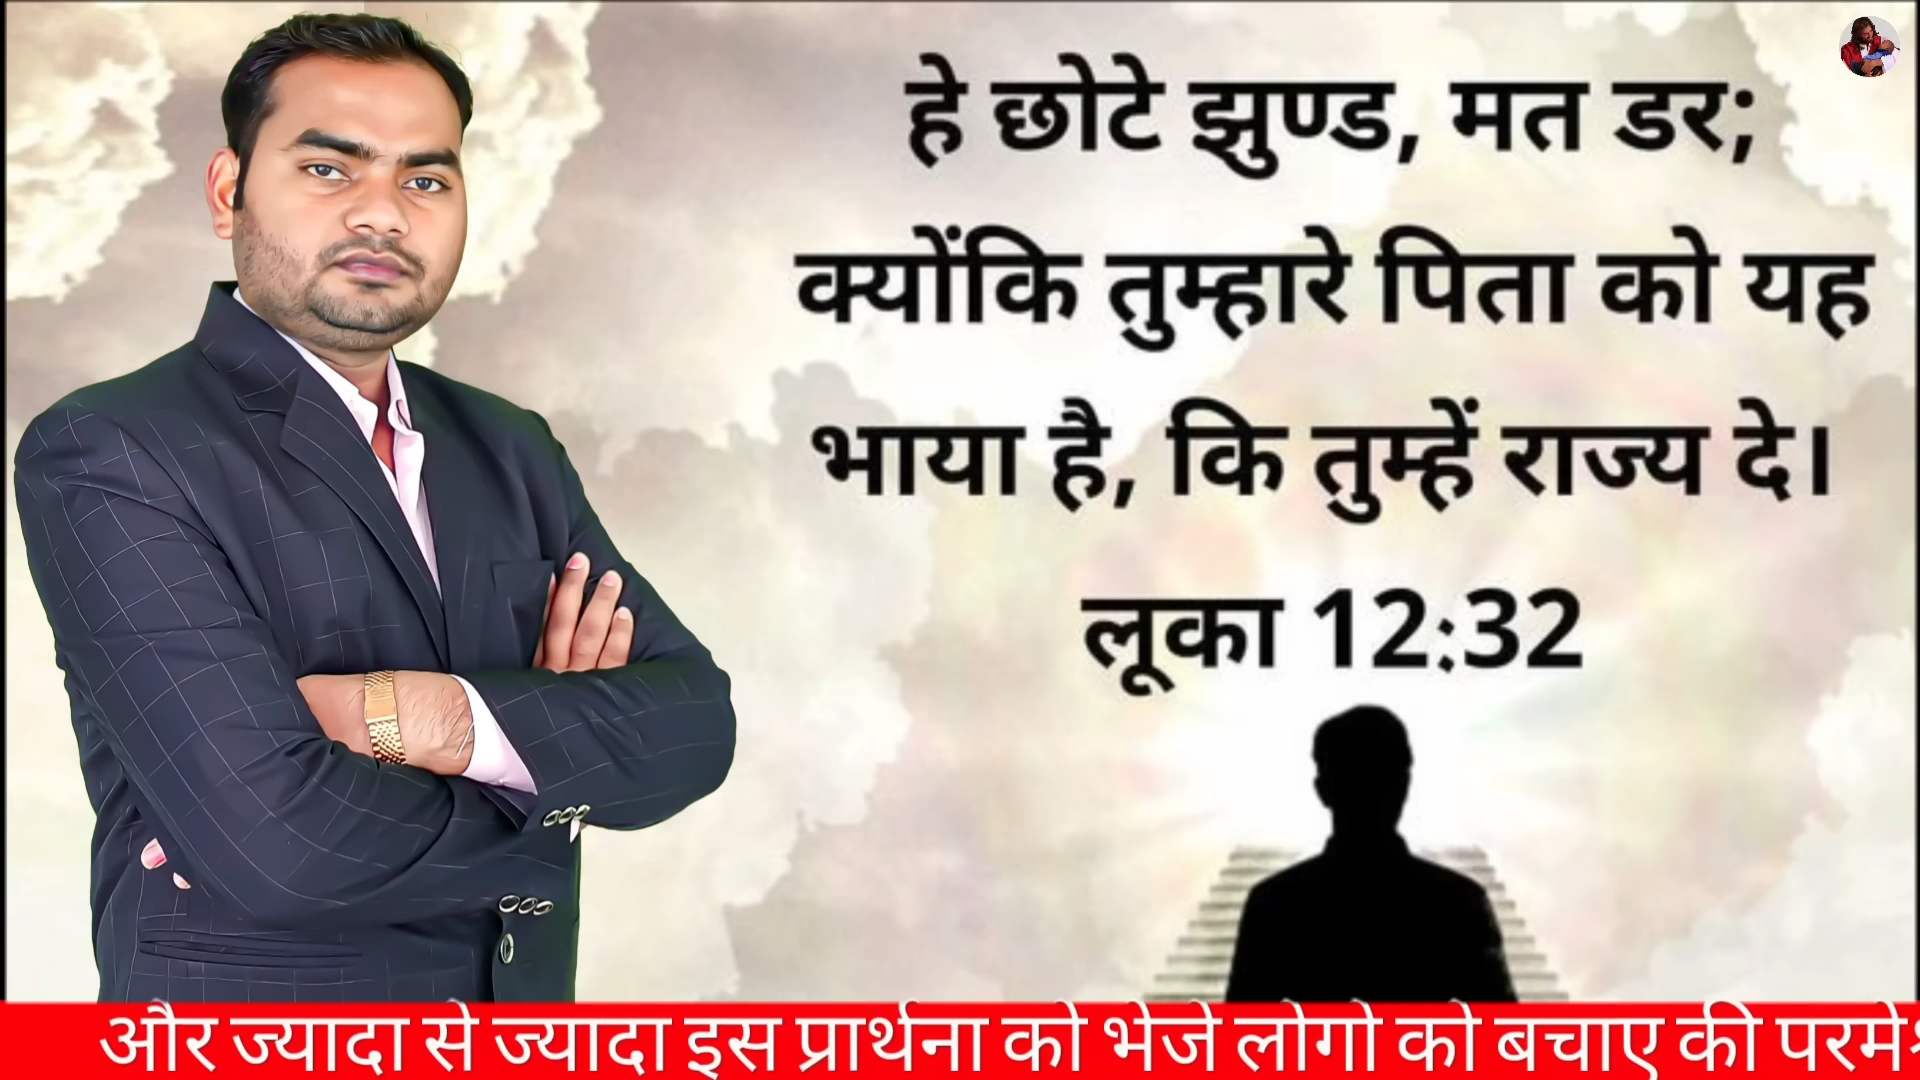 हे छोटे झुण्ड, मत डर;
क्योंकि तुम्हारे पिता को यह
भाया है, कि तुम्हें राज्य दे।
लूका 12:32
और ज्यादा से ज्यादा इस प्रार्थना को भेजे लोगो को बचाए की